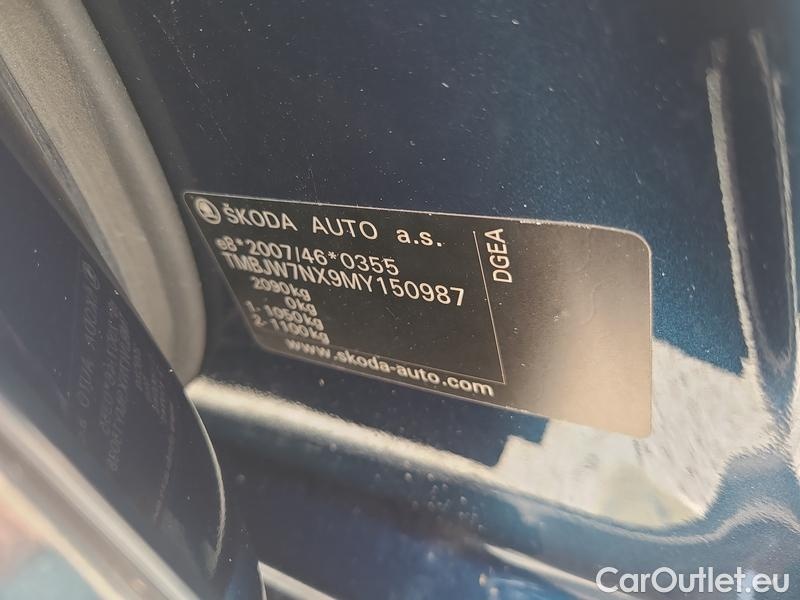 ŠKODA AUTO a.s.
e8*2007/46*0355
TMBJW7NX9MY150987
2090kg
0kg
1- 1050kg
2- 1100kg
www.skoda-auto.com
DGEA
CarOutlet.eu